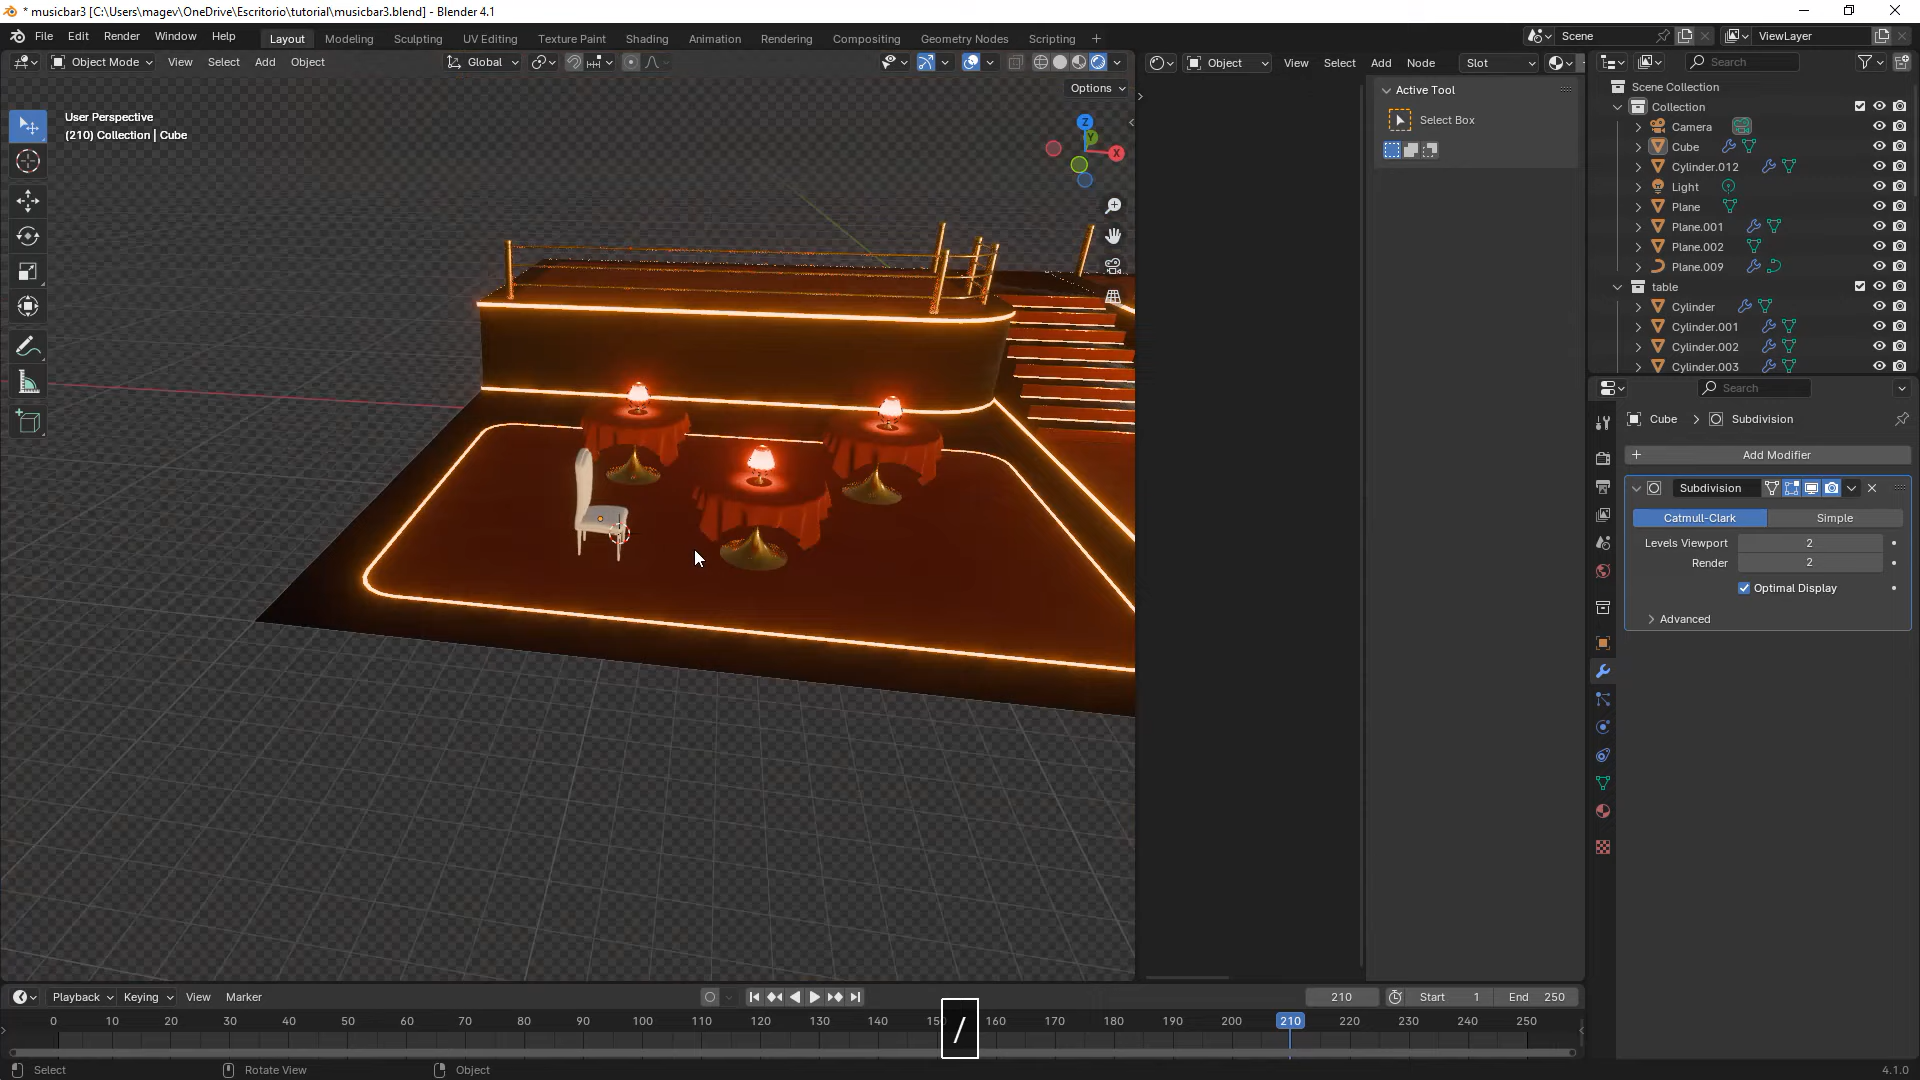 * musicbar3 [C:\Users\magev\OneDrive\Escritorio\tutorial\musicbar3.blend] - Blender 4.1
File Edit Render Window Help
Layout Modeling Sculpting UV Editing Texture Paint Shading Animation Rendering Compositing Geometry Nodes Scripting +
Scene ViewLayer
Object Mode View Select Add Object Global
Object View Select Add Node Slot
Search
Options
User Perspective
(210) Collection | Cube
Z
Y
X
Active Tool
Select Box
Scene Collection
Collection
Camera
Cube
Cylinder.012
Light
Plane
Plane.001
Plane.002
Plane.009
table
Cylinder
Cylinder.001
Cylinder.002
Cylinder.003
Search
Cube > Subdivision
+ Add Modifier
Subdivision
Catmull-Clark Simple
Levels Viewport 2
Render 2
Optimal Display
Advanced
Playback Keying View Marker
210 Start 1 End 250
0 10 20 30 40 50 60 70 80 90 100 110 120 130 140 15 160 170 180 190 200 210 220 230 240 250
/
Select Rotate View Object 4.1.0